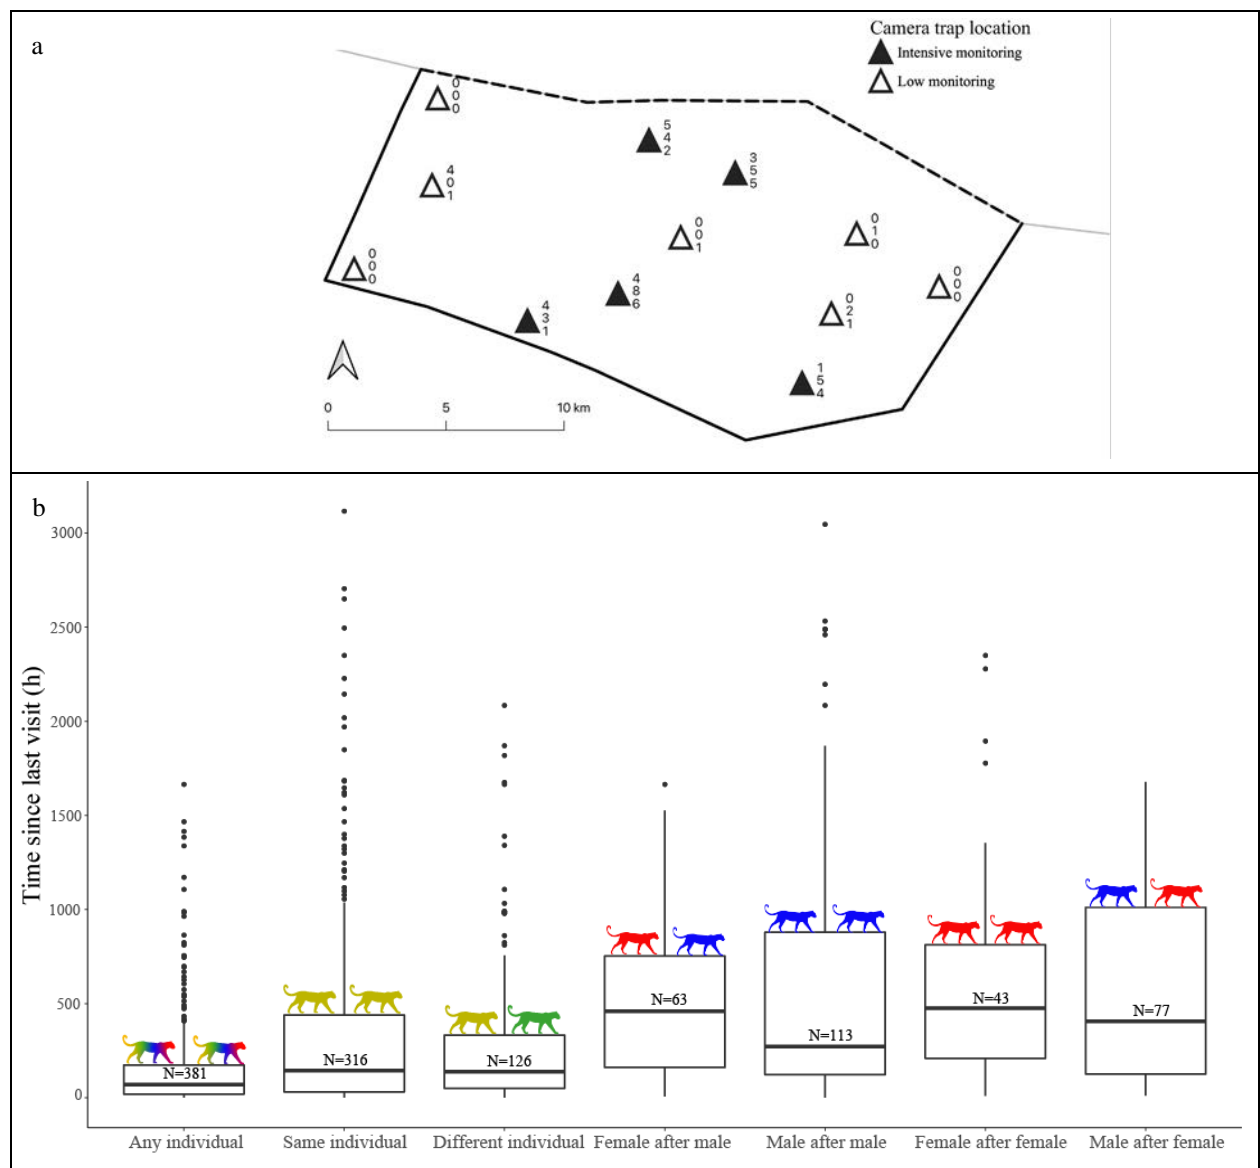 a
Camera trap location
Intensive monitoring
Low monitoring
0
0
0
5
4
2
3
5
5
4
0
1
0
0
1
0
1
0
0
0
0
4
8
6
0
0
0
0
2
1
4
3
1
1
5
4
0 5 10 km
b
Time since last visit (h)
3000
2500
2000
1500
1000
500
0
N=381
N=316
N=126
N=63
N=113
N=43
N=77
Any individual Same individual Different individual Female after male Male after male Female after female Male after female